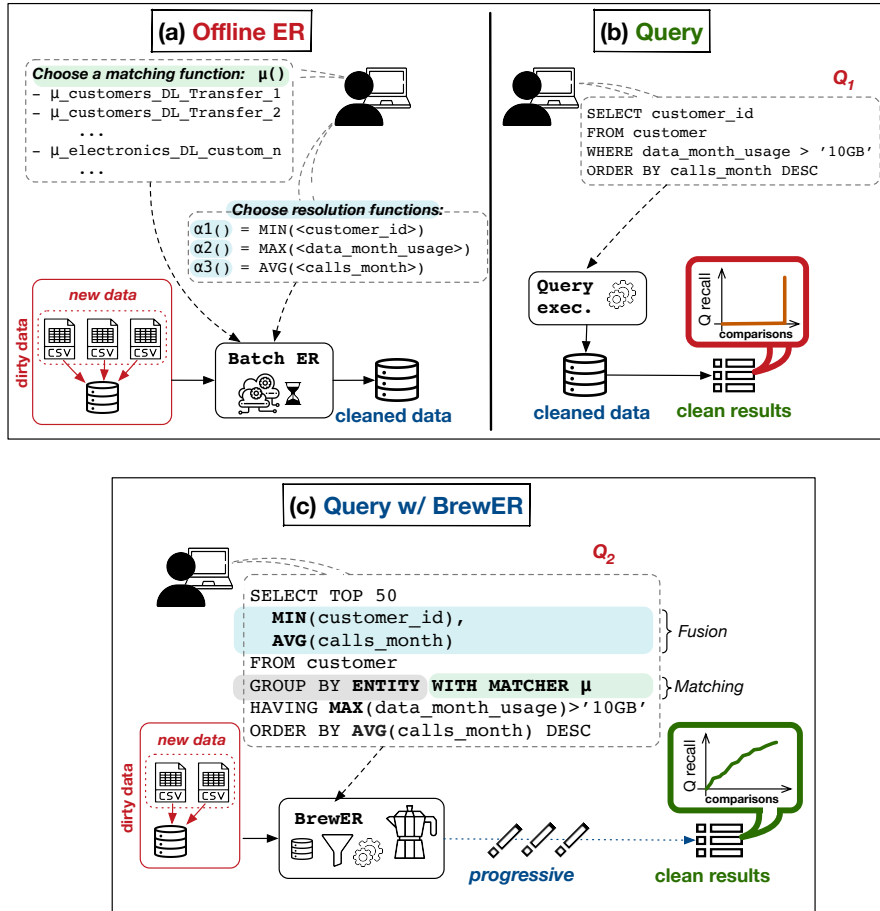 (a) Offline ER
Choose a matching function: μ()
– μ_customers_DL_Transfer_1
– μ_customers_DL_Transfer_2
...
– μ_electronics_DL_custom_n
...
Choose resolution functions:
α1() = MIN(<customer_id>)
α2() = MAX(<data_month_usage>)
α3() = AVG(<calls_month>)
dirty data
new data
CSV CSV CSV
Batch ER
cleaned data
(b) Query
Q1
SELECT customer_id
FROM customer
WHERE data_month_usage > '10GB'
ORDER BY calls_month DESC
Query
exec.
Q recall
comparisons
cleaned data
clean results
(c) Query w/ BrewER
Q2
SELECT TOP 50
MIN(customer_id),
AVG(calls_month)
Fusion
FROM customer
GROUP BY ENTITY WITH MATCHER μ
Matching
HAVING MAX(data_month_usage)>'10GB'
ORDER BY AVG(calls_month) DESC
dirty data
new data
CSV CSV
BrewER
progressive
Q recall
comparisons
clean results